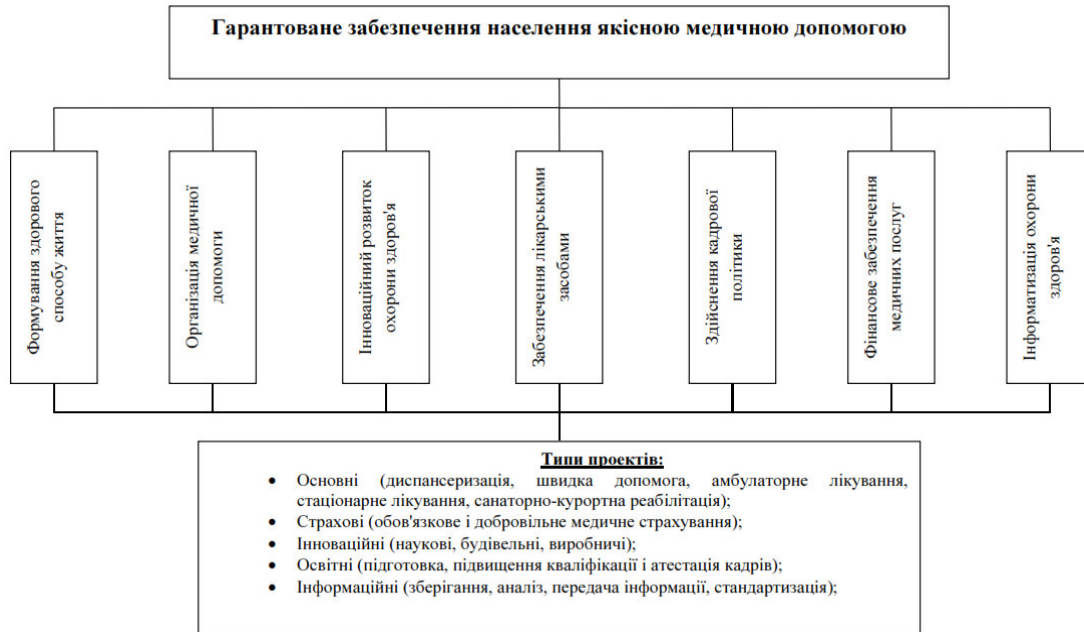 Гарантоване забезпечення населення якісною медичною допомогою
Формування здорового
способу життя
Організація медичної
допомоги
Інноваційний розвиток
охорони здоров'я
Забезпечення лікарськими
засобами
Здійснення кадрової
політики
Фінансове забезпечення
медичних послуг
Інформатизація охорони
здоров'я
Типи проектів:
• Основні (диспансеризація, швидка допомога, амбулаторне лікування,
стаціонарне лікування, санаторно-курортна реабілітація);
• Страхові (обов'язкове і добровільне медичне страхування);
• Інноваційні (наукові, будівельні, виробничі);
• Освітні (підготовка, підвищення кваліфікації і атестація кадрів);
• Інформаційні (зберігання, аналіз, передача інформації, стандартизація);